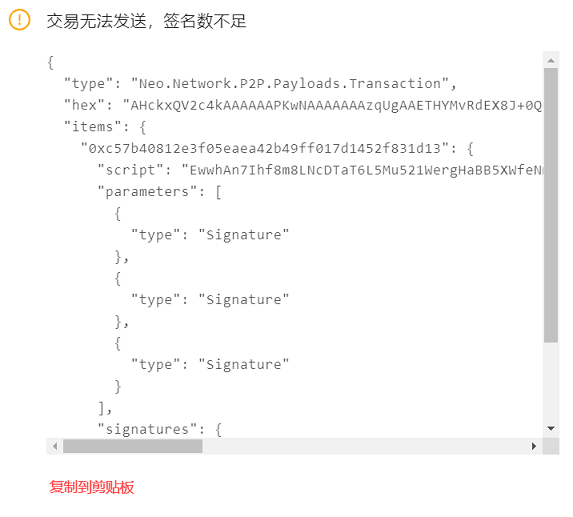 交易无法发送，签名数不足
{
"type": "Neo.Network.P2P.Payloads.Transaction",
"hex": "AHckxQV2c4kAAAAAAPKwNAAAAAAAzqUgAAETHYMvRdEX8J+0Q
"items": {
"0xc57b40812e3f05eaea42b49ff017d1452f831d13": {
"script": "EwwhAn7Ihf8m8LNcDTaT6L5Mu521WergHaBB5XWfeN
"parameters": [
{
"type": "Signature"
},
{
"type": "Signature"
},
{
"type": "Signature"
}
],
"signatures": {
复制到剪贴板